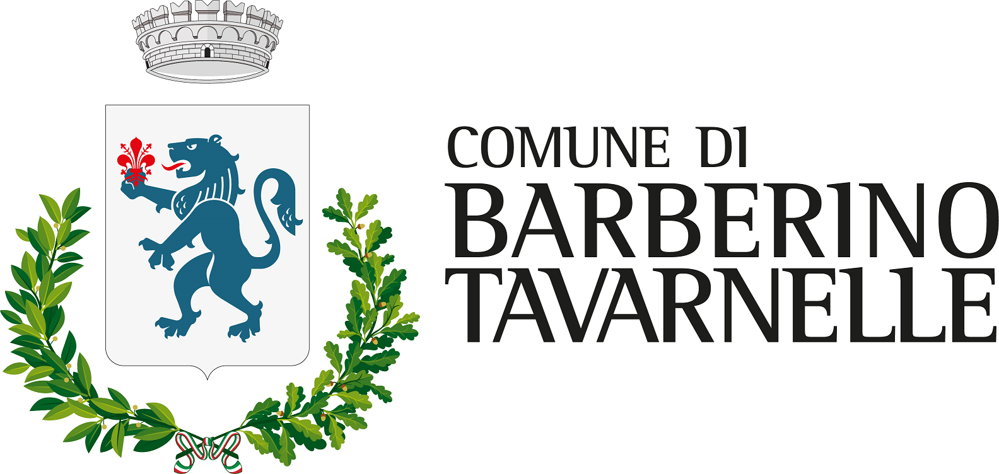 COMUNE DI
BARBERINO
TAVARNELLE